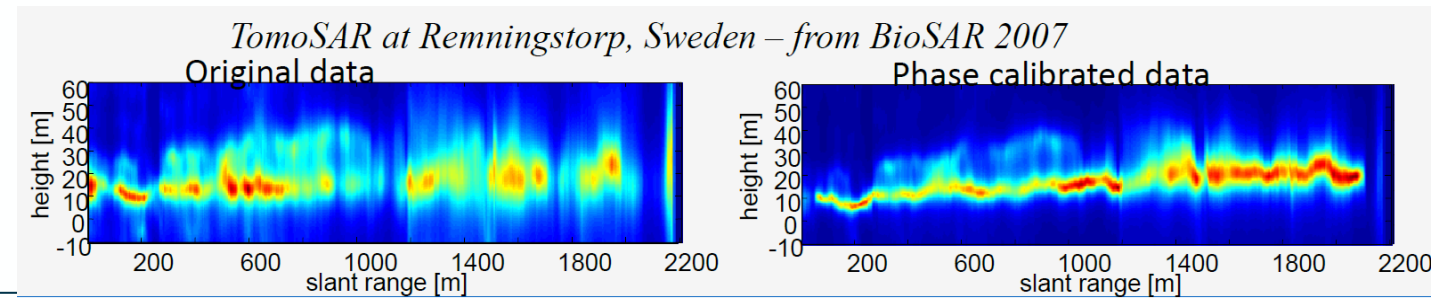 TomoSAR at Remningstorp, Sweden – from BioSAR 2007
Original data
60
50
40
30
20
10
0
-10
height [m]
200 600 1000 1400 1800 2200
slant range [m]
Phase calibrated data
60
50
40
30
20
10
0
-10
height [m]
200 600 1000 1400 1800 2200
slant range [m]